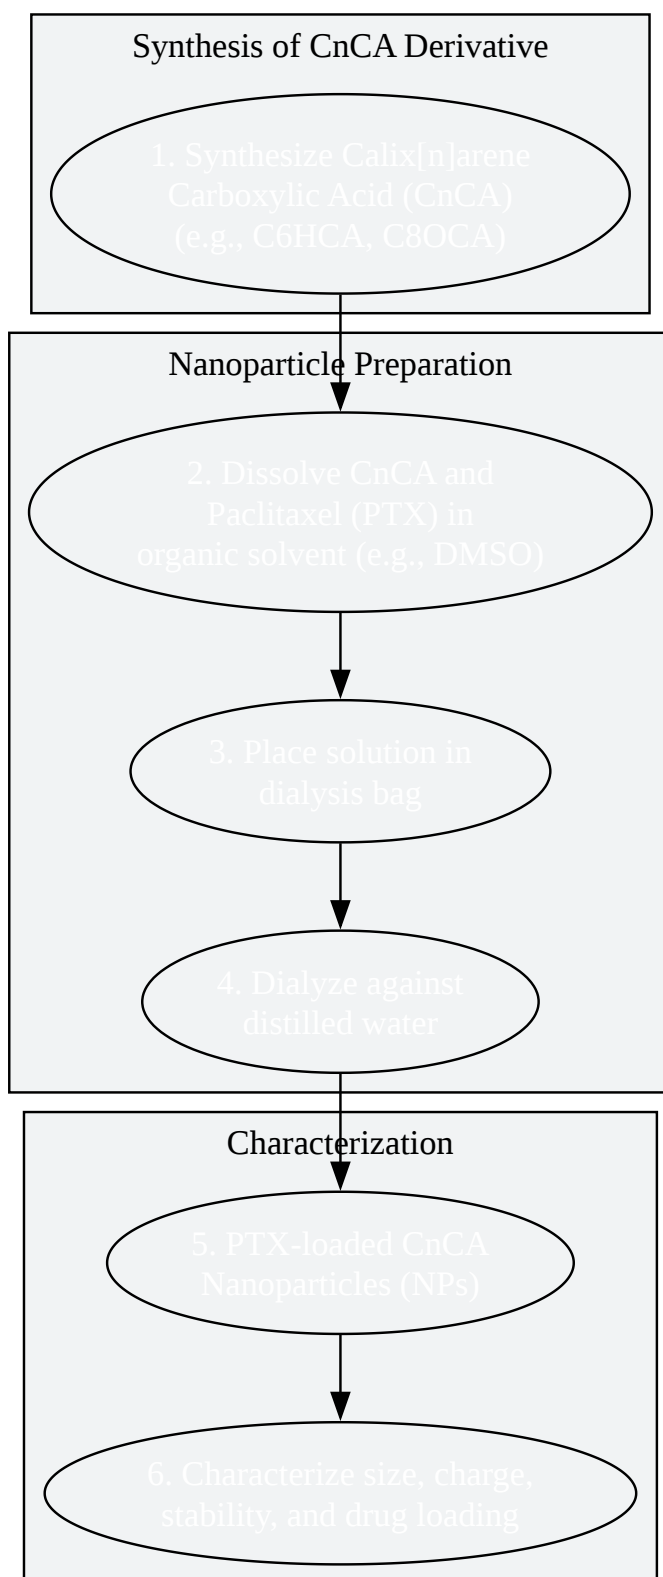 Synthesis of CnCA Derivative
1. Synthesize Calix[n]arene
Carboxylic Acid (CnCA)
(e.g., C6HCA, C8OCA)
Nanoparticle Preparation
2. Dissolve CnCA and
Paclitaxel (PTX) in
organic solvent (e.g., DMSO)
3. Place solution in
dialysis bag
4. Dialyze against
distilled water
Characterization
5. PTX-loaded CnCA
Nanoparticles (NPs)
6. Characterize size, charge,
stability, and drug loading